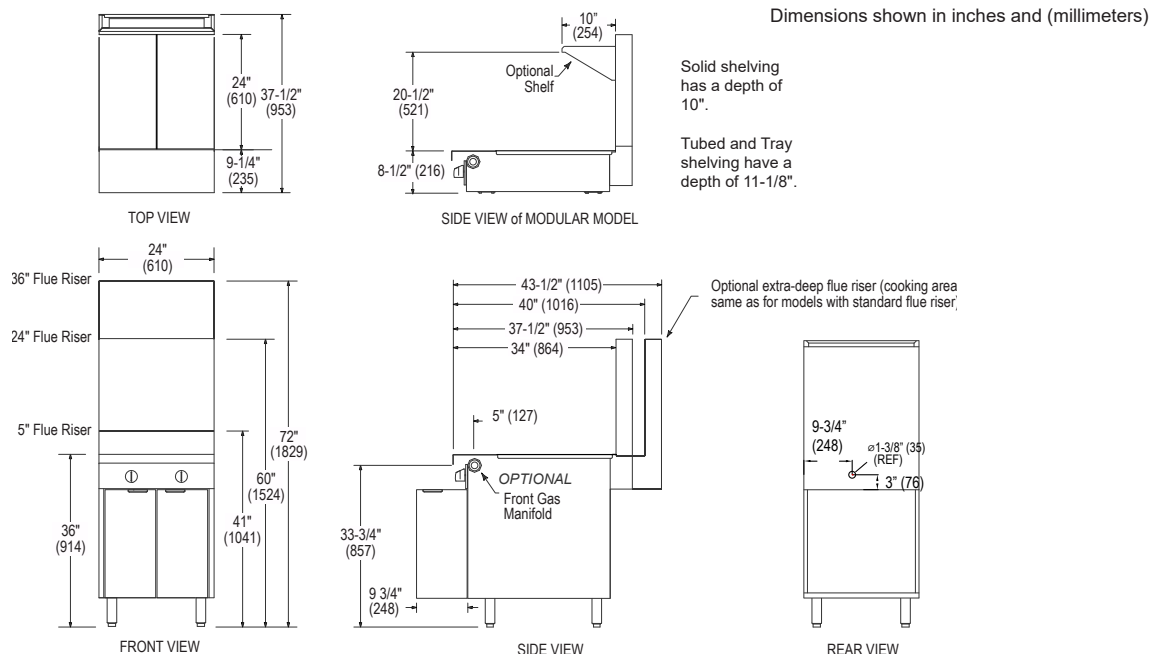 Dimensions shown in inches and (millimeters)
24"
(610)
37-1/2"
(953)
9-1/4"
(235)
TOP VIEW
10"
(254)
Optional
Shelf
20-1/2"
(521)
8-1/2" (216)
SIDE VIEW of MODULAR MODEL
Solid shelving
has a depth of
10".
Tubed and Tray
shelving have a
depth of 11-1/8".
24"
(610)
36" Flue Riser
24" Flue Riser
5" Flue Riser
72"
(1829)
60"
(1524)
41"
(1041)
36"
(914)
FRONT VIEW
43-1/2" (1105)
40" (1016)
37-1/2" (953)
34" (864)
5" (127)
OPTIONAL
Front Gas
Manifold
33-3/4"
(857)
9 3/4"
(248)
SIDE VIEW
Optional extra-deep flue riser (cooking area
same as for models with standard flue riser)
9-3/4"
(248)
⌀1-3/8" (35)
(REF)
3" (76)
REAR VIEW